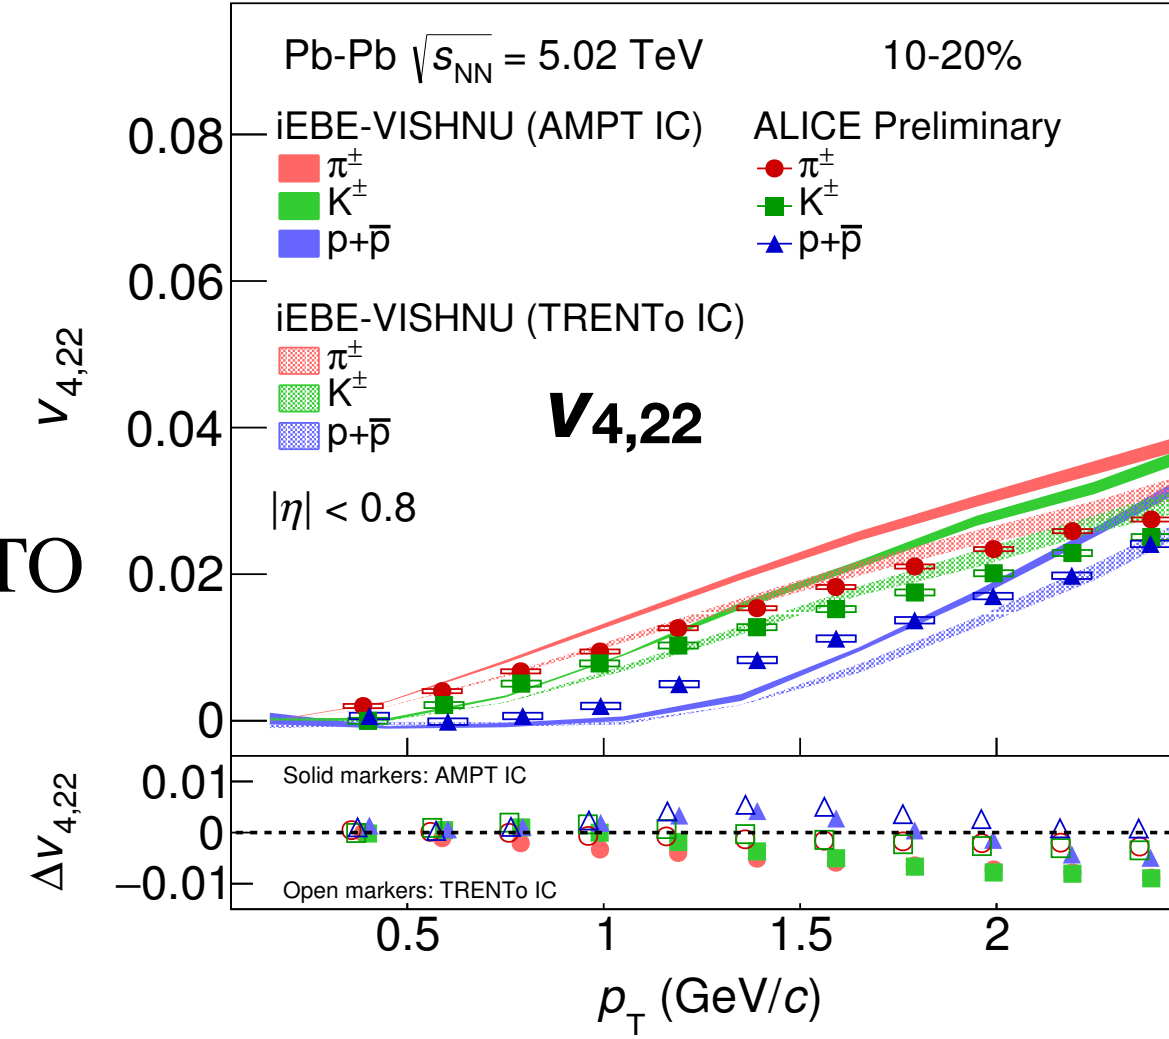 Pb-Pb √sNN = 5.02 TeV 10-20%
iEBE-VISHNU (AMPT IC)
π±
K±
p+p̅
ALICE Preliminary
π±
K±
p+p̅
iEBE-VISHNU (TRENTo IC)
π±
K±
p+p̅
v4,22
|η| < 0.8
TO
v4,22
0.08
0.06
0.04
0.02
0
Δv4,22
0.01
0
−0.01
Solid markers: AMPT IC
Open markers: TRENTo IC
0.5 1 1.5 2
pT (GeV/c)